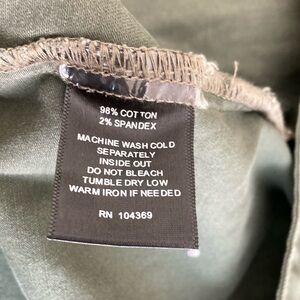 98% COTTON
2% SPANDEX
MACHINE WASH COLD
SEPARATELY
INSIDE OUT
DO NOT BLEACH
TUMBLE DRY LOW
WARM IRON IF NEEDED
RN 104369